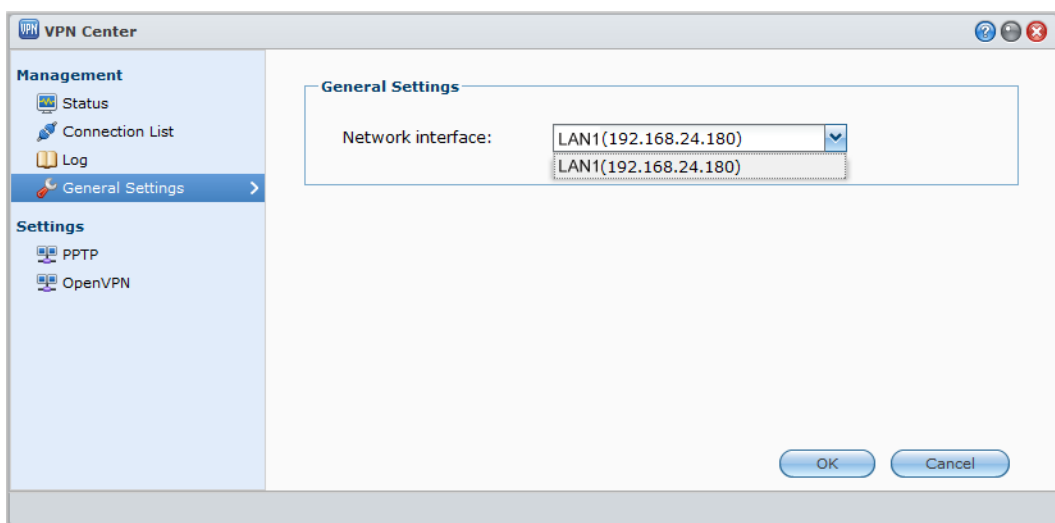 VPN VPN Center
Management
Status
Connection List
Log
General Settings
Settings
PPTP
OpenVPN
General Settings
Network interface:
LAN1(192.168.24.180)
LAN1(192.168.24.180)
OK
Cancel